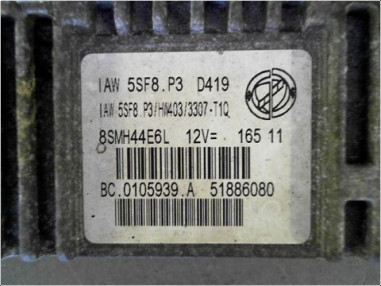 IAW 5SF8.P3 D419
IAW 5SF8.P3/HW403/3307-T1Q
8SMH44E6L 12V= 165 11
BC.0105939.A 51886080